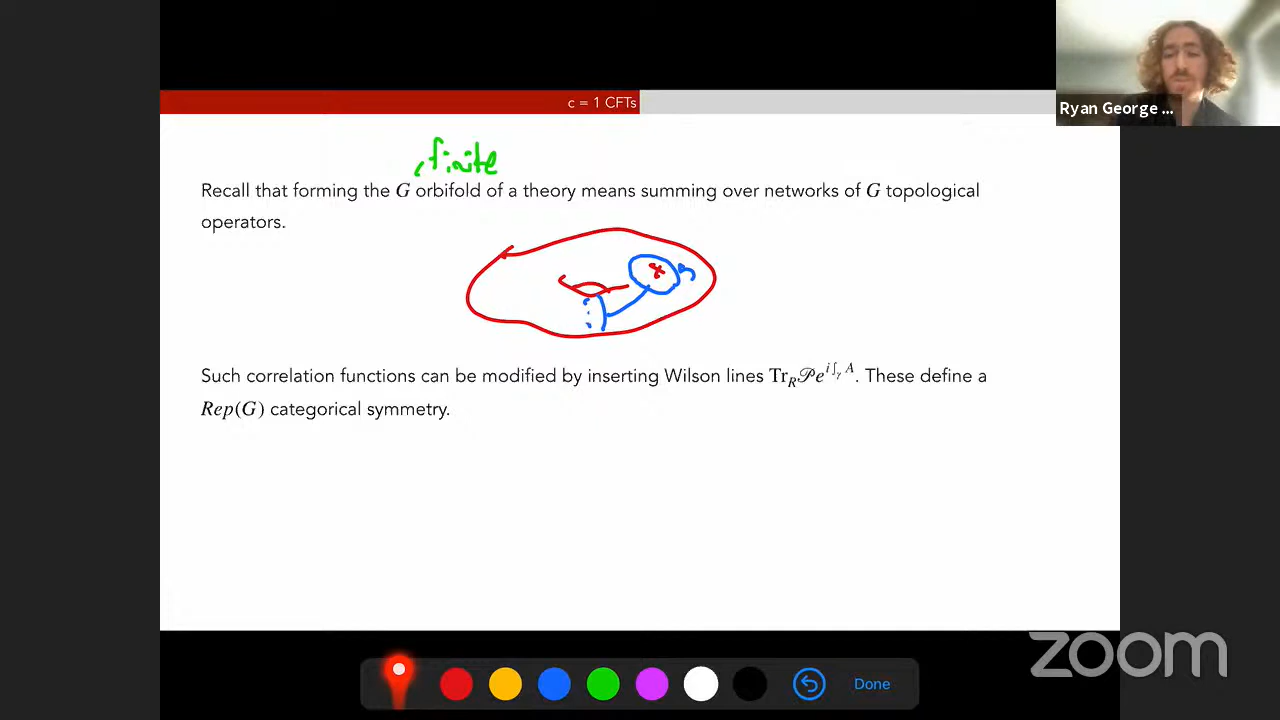 Ryan George ...
c = 1 CFTs
finite
Recall that forming the G orbifold of a theory means summing over networks of G topological
operators.
x
g
Such correlation functions can be modified by inserting Wilson lines Tr_R 𝒫e^{i∫_γ A}. These define a
Rep(G) categorical symmetry.
zoom
Done